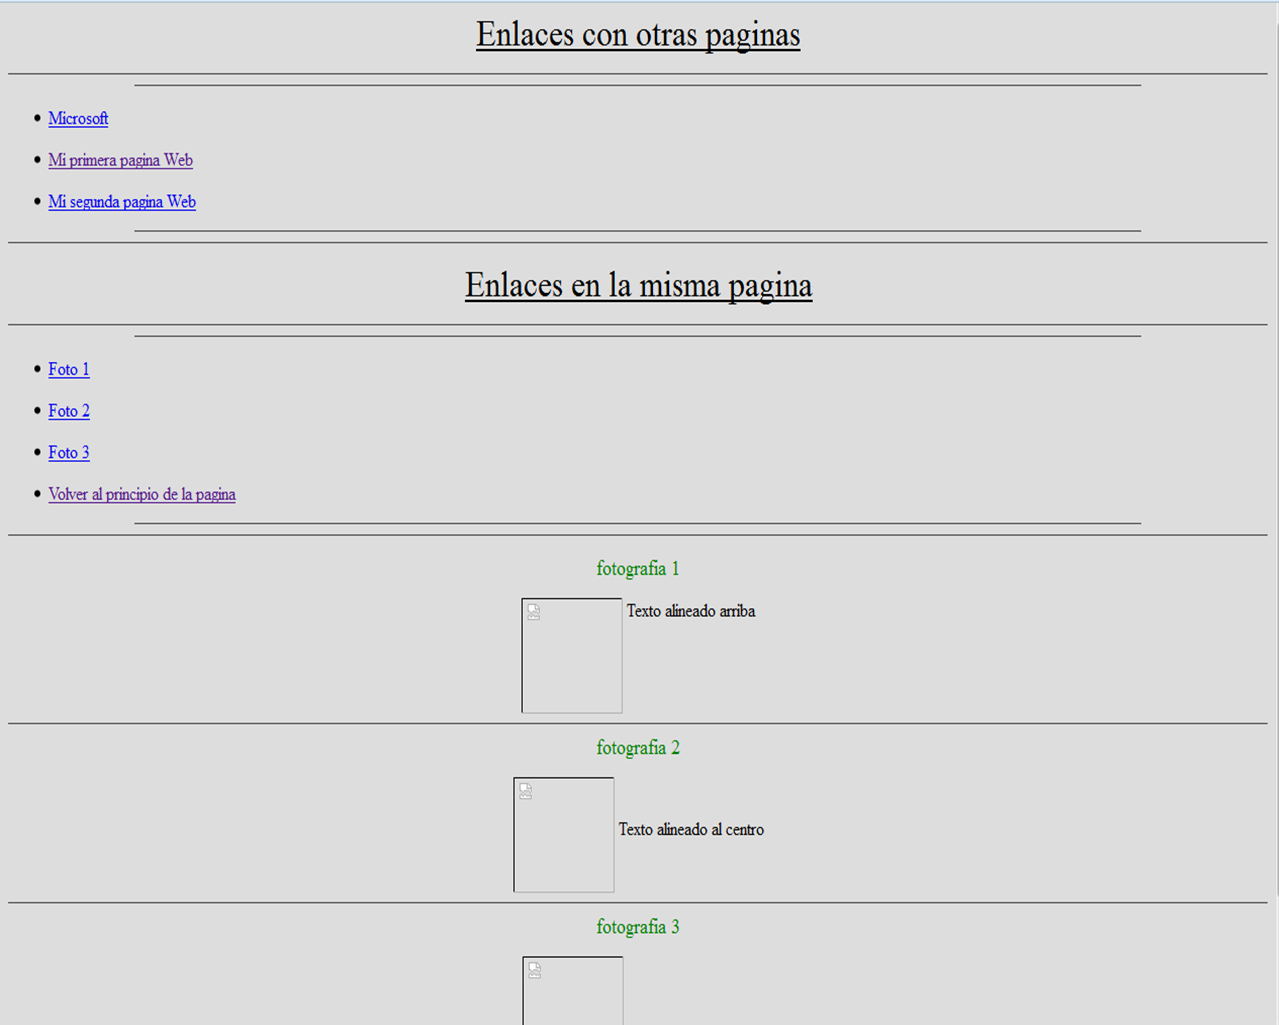 Enlaces con otras paginas
Microsoft
Mi primera pagina Web
Mi segunda pagina Web
Enlaces en la misma pagina
Foto 1
Foto 2
Foto 3
Volver al principio de la pagina
fotografia 1
Texto alineado arriba
fotografia 2
Texto alineado al centro
fotografia 3